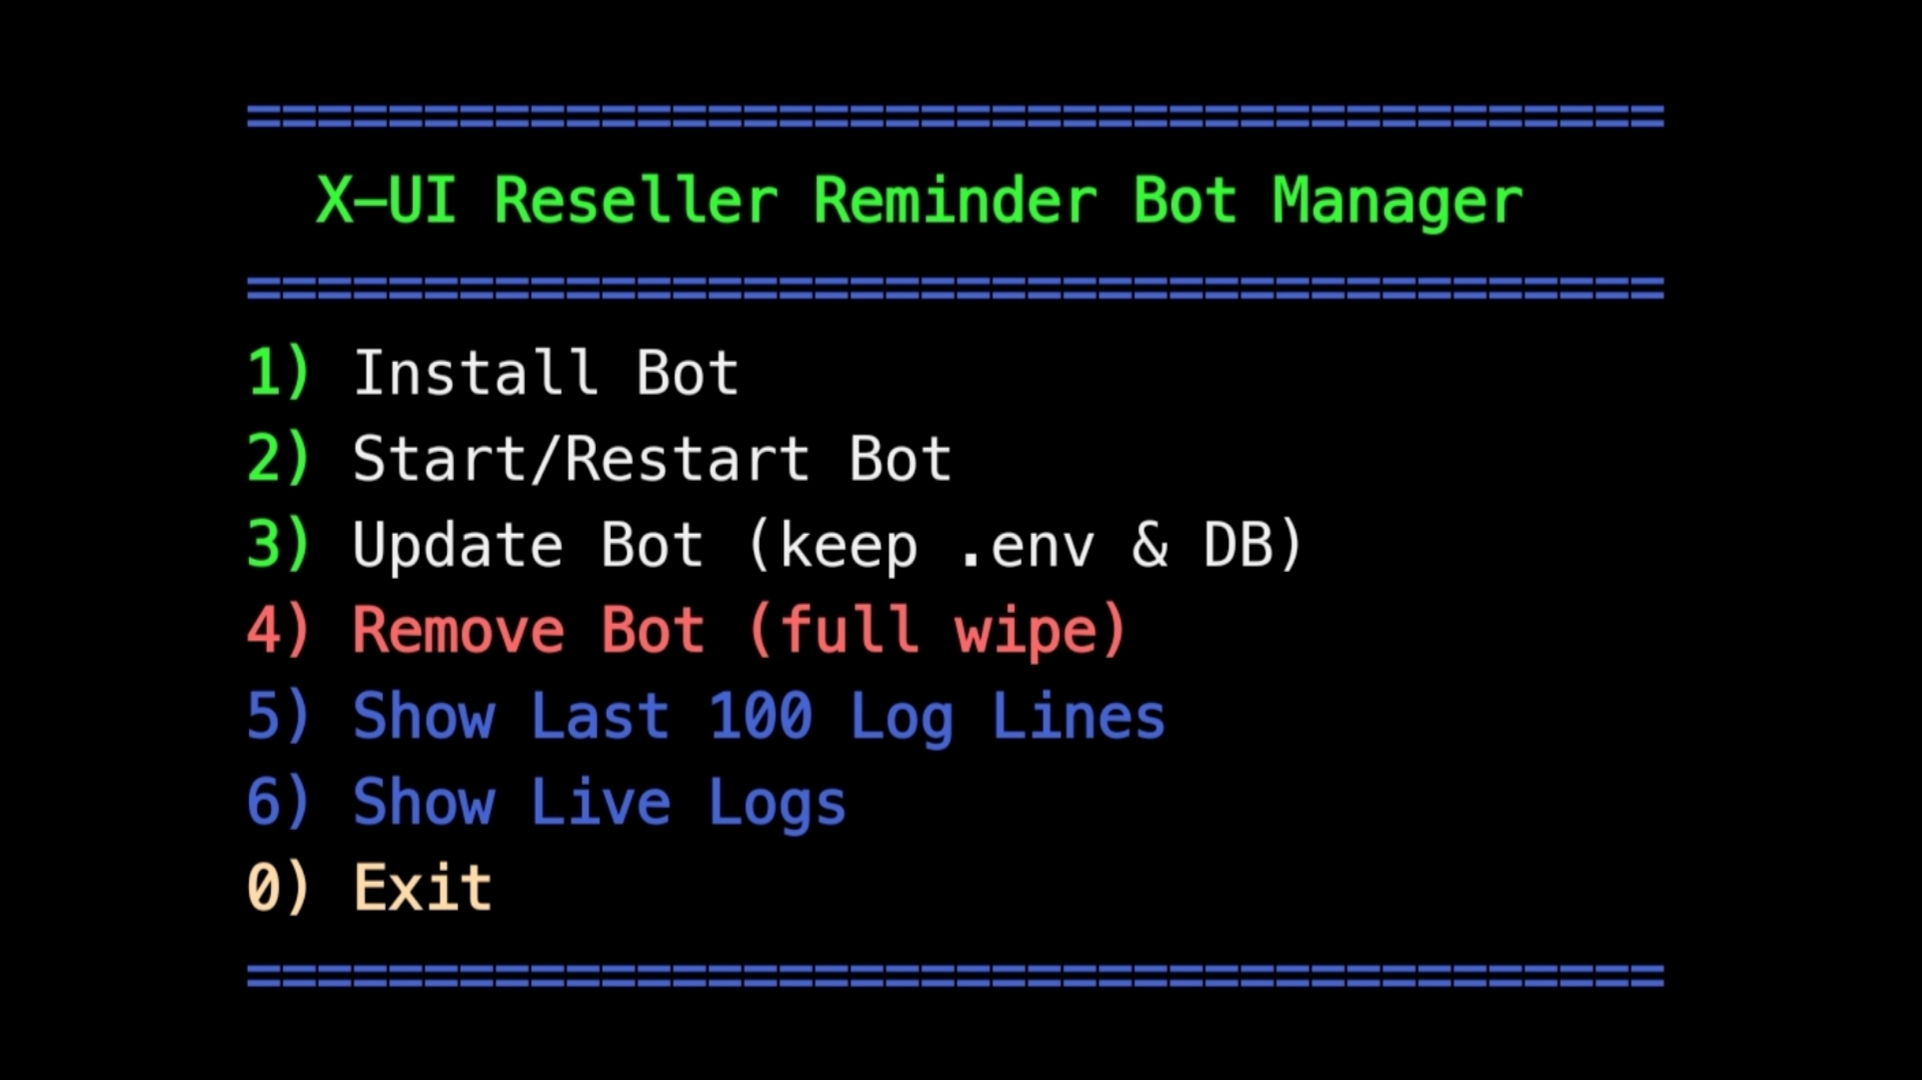 ========================================
X-UI Reseller Reminder Bot Manager
========================================
1) Install Bot
2) Start/Restart Bot
3) Update Bot (keep .env & DB)
4) Remove Bot (full wipe)
5) Show Last 100 Log Lines
6) Show Live Logs
0) Exit
========================================